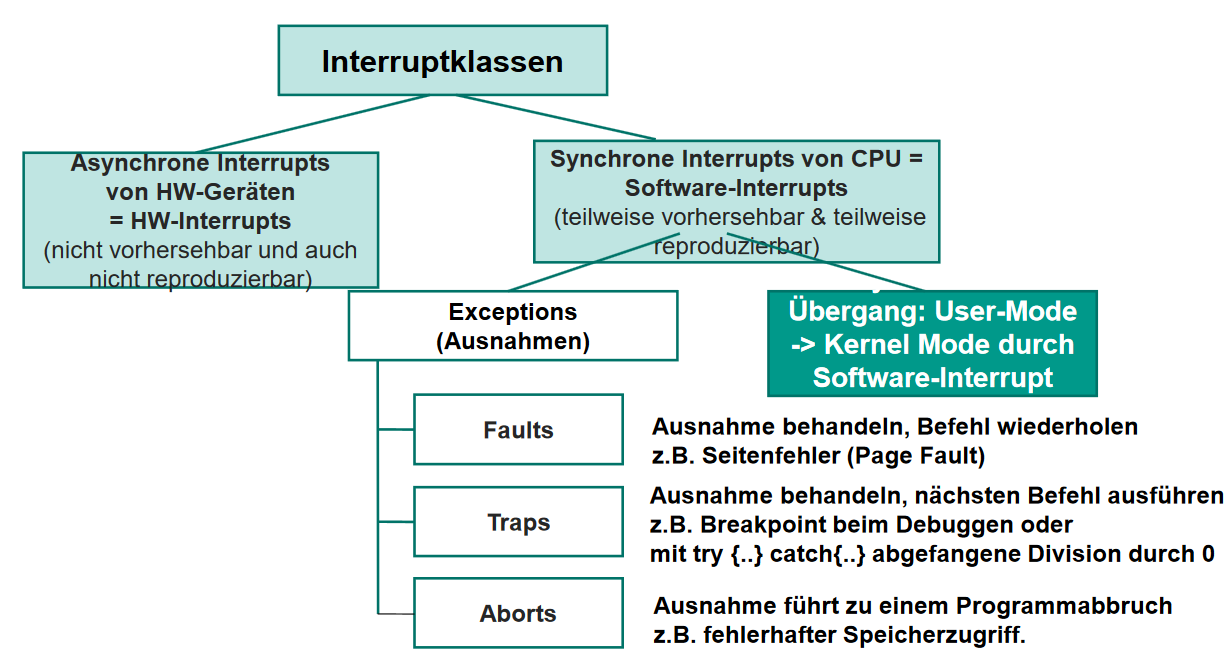 Interruptklassen
Asynchrone Interrupts
von HW-Geräten
= HW-Interrupts
(nicht vorhersehbar und auch
nicht reproduzierbar)
Synchrone Interrupts von CPU =
Software-Interrupts
(teilweise vorhersehbar & teilweise
reproduzierbar)
Exceptions
(Ausnahmen)
Übergang: User-Mode
-> Kernel Mode durch
Software-Interrupt
Faults
Ausnahme behandeln, Befehl wiederholen
z.B. Seitenfehler (Page Fault)
Traps
Ausnahme behandeln, nächsten Befehl ausführen
z.B. Breakpoint beim Debuggen oder
mit try {..} catch{..} abgefangene Division durch 0
Aborts
Ausnahme führt zu einem Programmabbruch
z.B. fehlerhafter Speicherzugriff.